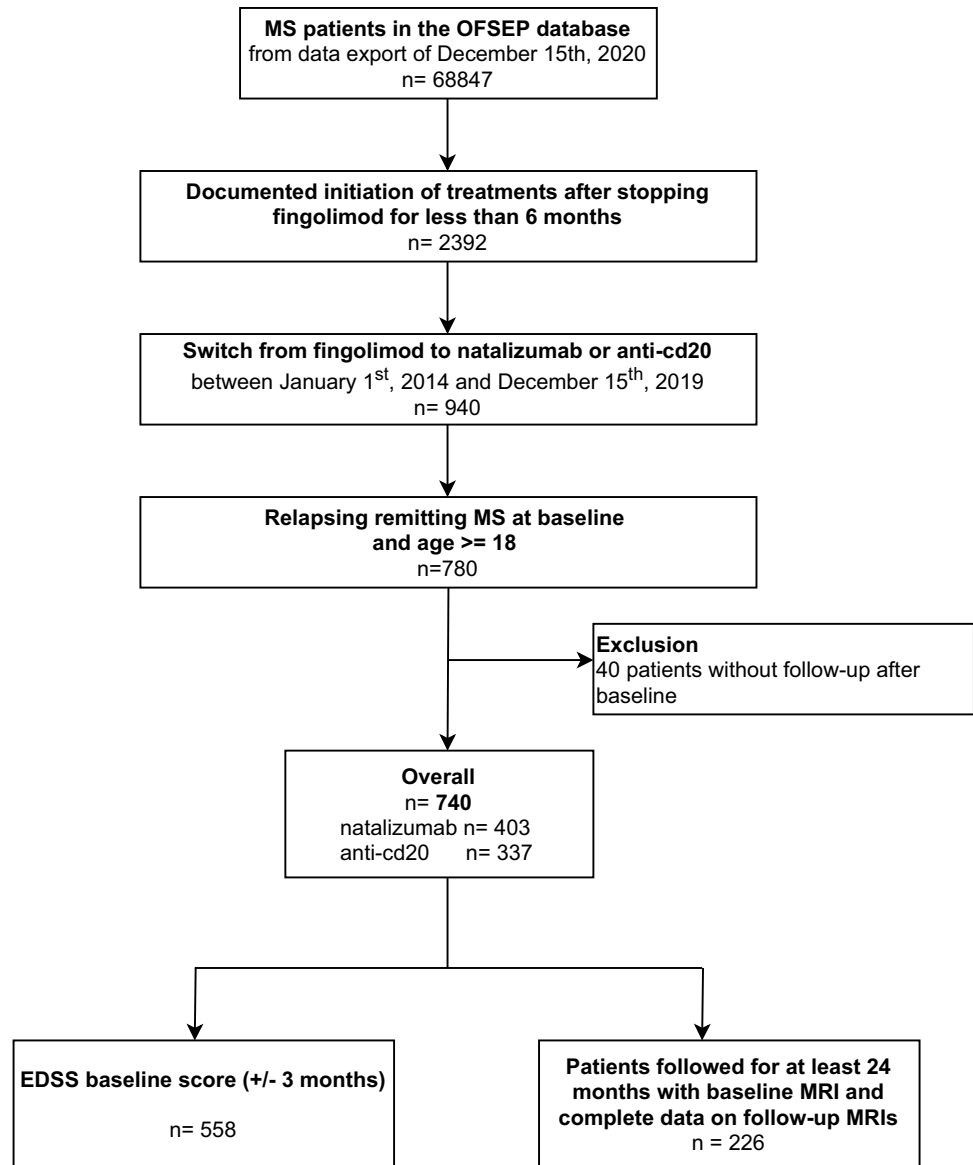 MS patients in the OFSEP database
from data export of December 15th, 2020
n= 68847
Documented initiation of treatments after stopping
fingolimod for less than 6 months
n= 2392
Switch from fingolimod to natalizumab or anti-cd20
between January 1st, 2014 and December 15th, 2019
n= 940
Relapsing remitting MS at baseline
and age >= 18
n=780
Exclusion
40 patients without follow-up after
baseline
Overall
n= 740
natalizumab n= 403
anti-cd20 n= 337
EDSS baseline score (+/- 3 months)
n= 558
Patients followed for at least 24
months with baseline MRI and
complete data on follow-up MRIs
n = 226